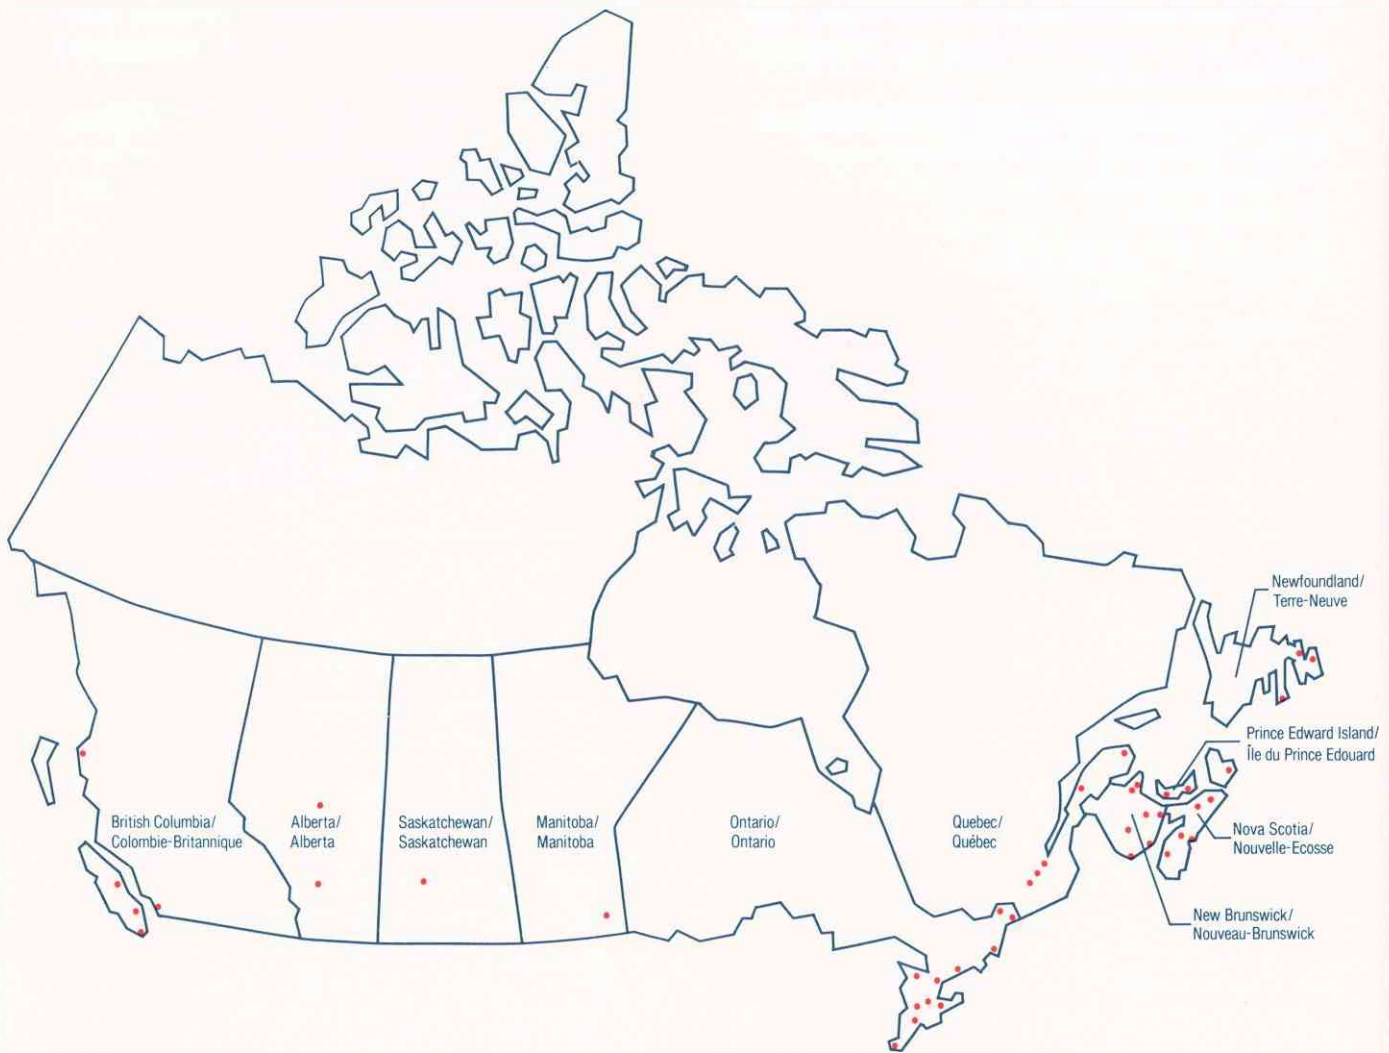 Newfoundland/
Terre-Neuve
Prince Edward Island/
Île du Prince Edouard
British Columbia/
Colombie-Britannique
Alberta/
Alberta
Saskatchewan/
Saskatchewan
Manitoba/
Manitoba
Ontario/
Ontario
Quebec/
Québec
Nova Scotia/
Nouvelle-Ecosse
New Brunswick/
Nouveau-Brunswick